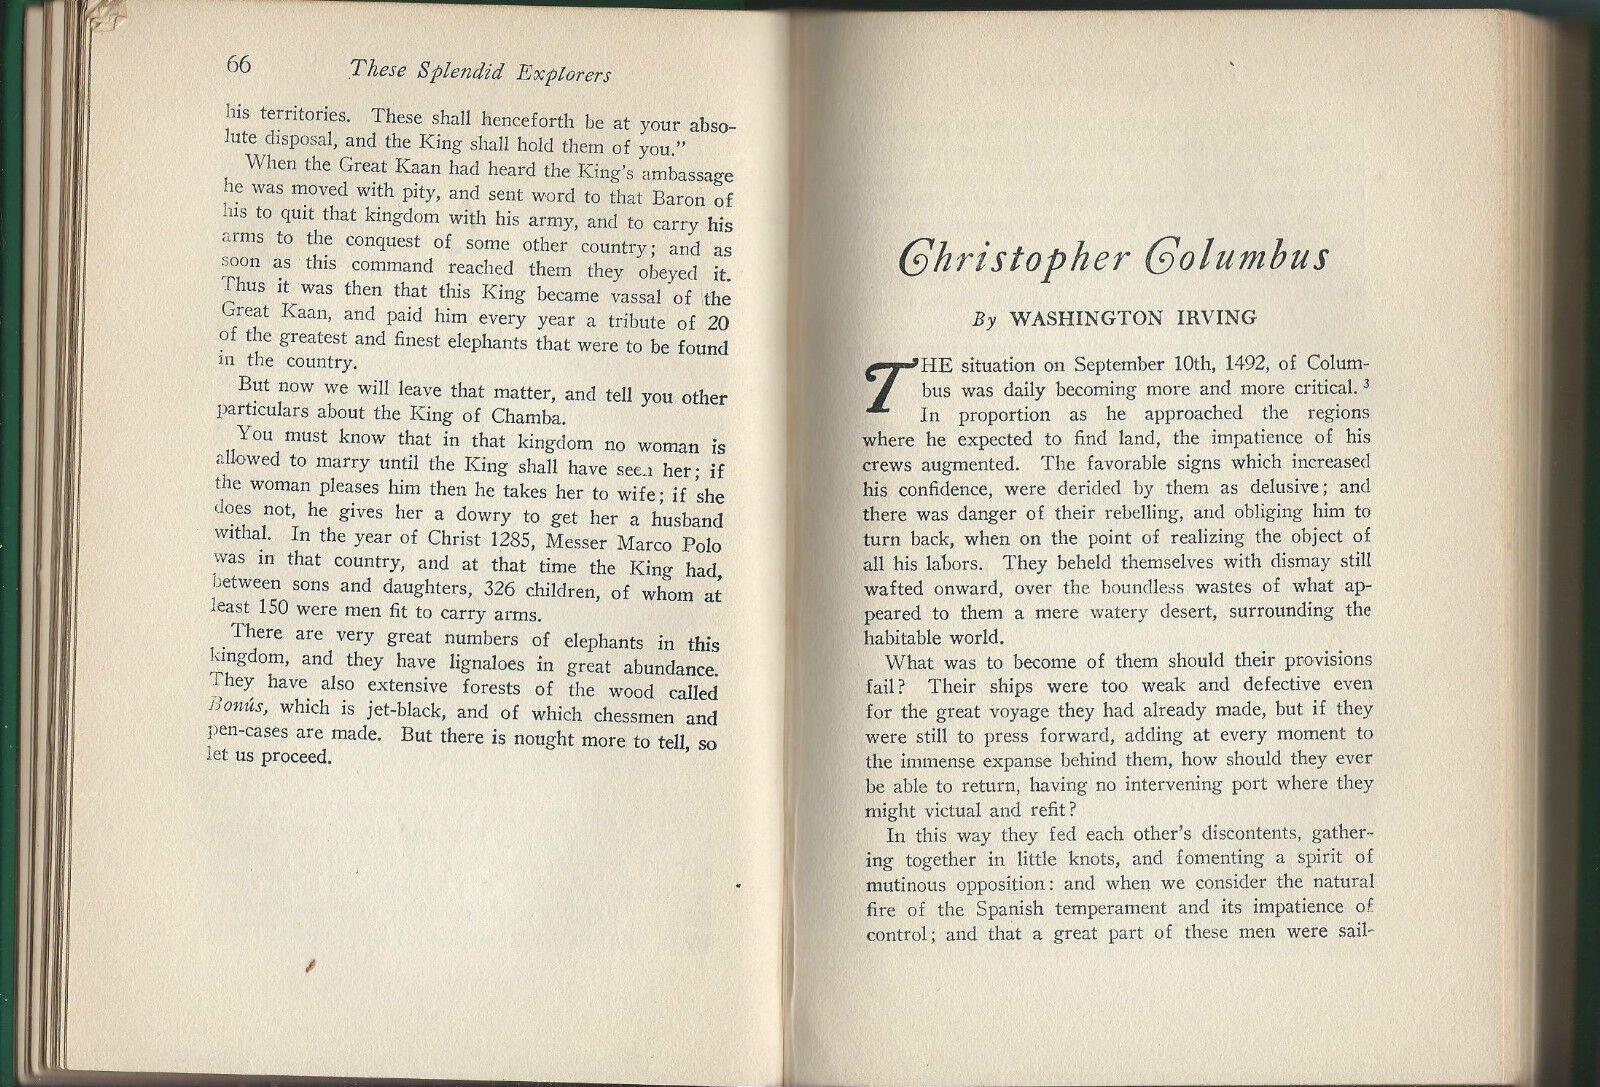 66
These Splendid Explorers
his territories. These shall henceforth be at your abso-
lute disposal, and the King shall hold them of you.”
When the Great Kaan had heard the King’s ambassage
he was moved with pity, and sent word to that Baron of
his to quit that kingdom with his army, and to carry his
arms to the conquest of some other country; and as
soon as this command reached them they obeyed it.
Thus it was then that this King became vassal of the
Great Kaan, and paid him every year a tribute of 20
of the greatest and finest elephants that were to be found
in the country.
But now we will leave that matter, and tell you other
particulars about the King of Chamba.
You must know that in that kingdom no woman is
allowed to marry until the King shall have seen her; if
the woman pleases him then he takes her to wife; if she
does not, he gives her a dowry to get her a husband
withal. In the year of Christ 1285, Messer Marco Polo
was in that country, and at that time the King had,
between sons and daughters, 326 children, of whom at
least 150 were men fit to carry arms.
There are very great numbers of elephants in this
kingdom, and they have lignaloes in great abundance.
They have also extensive forests of the wood called
Bonús, which is jet-black, and of which chessmen and
pen-cases are made. But there is nought more to tell, so
let us proceed.
Christopher Columbus
By WASHINGTON IRVING
THE situation on September 10th, 1492, of Colum-
bus was daily becoming more and more critical. ³
In proportion as he approached the regions
where he expected to find land, the impatience of his
crews augmented. The favorable signs which increased
his confidence, were derided by them as delusive; and
there was danger of their rebelling, and obliging him to
turn back, when on the point of realizing the object of
all his labors. They beheld themselves with dismay still
wafted onward, over the boundless wastes of what ap-
peared to them a mere watery desert, surrounding the
habitable world.
What was to become of them should their provisions
fail? Their ships were too weak and defective even
for the great voyage they had already made, but if they
were still to press forward, adding at every moment to
the immense expanse behind them, how should they ever
be able to return, having no intervening port where they
might victual and refit?
In this way they fed each other’s discontents, gather-
ing together in little knots, and fomenting a spirit of
mutinous opposition: and when we consider the natural
fire of the Spanish temperament and its impatience of
control; and that a great part of these men were sail-